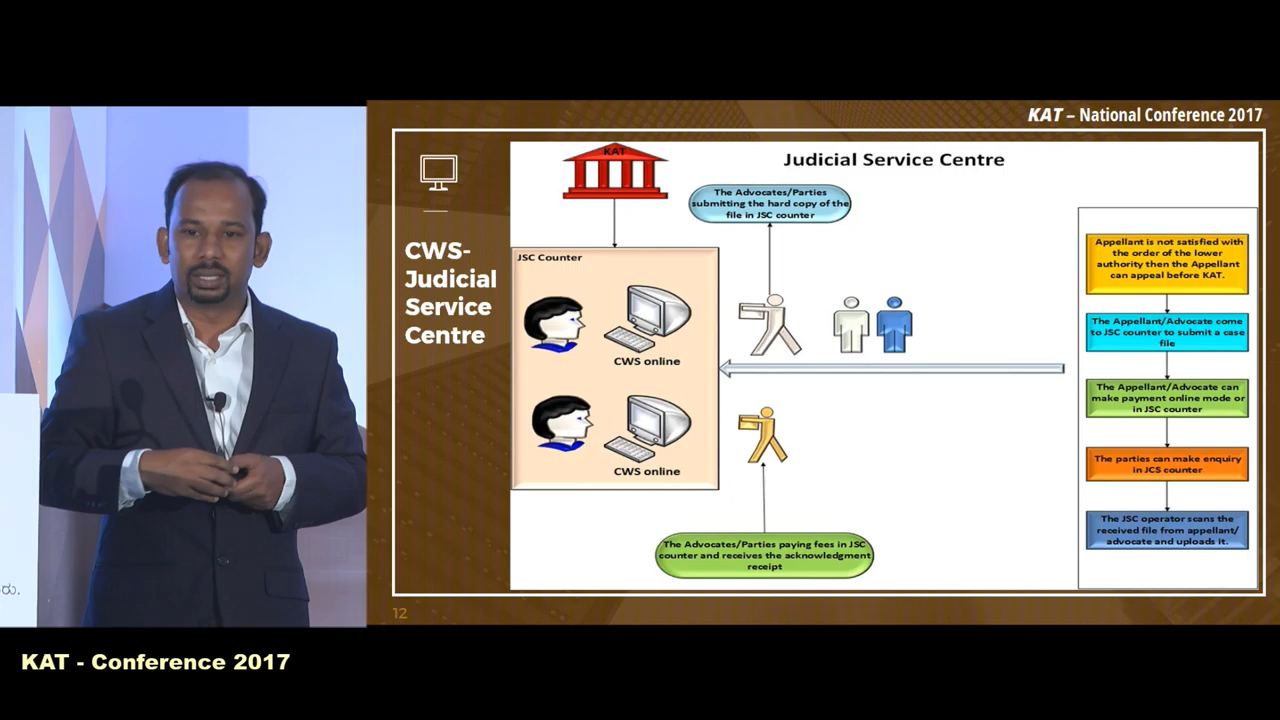 KAT – National Conference 2017
CWS-
Judicial
Service
Centre
Judicial Service Centre
KAT
The Advocates/Parties
submitting the hard copy of the
file in JSC counter
JSC Counter
CWS online
CWS online
The Advocates/Parties paying fees in JSC
counter and receives the acknowledgment
receipt
Appellant is not satisfied with
the order of the lower
authority then the Appellant
can appeal before KAT.
The Appellant/Advocate come
to JSC counter to submit a case
file
The Appellant/Advocate can
make payment online mode or
in JSC counter
The parties can make enquiry
in JCS counter
The JSC operator scans the
received file from appellant/
advocate and uploads it.
12
ರು.
KAT - Conference 2017